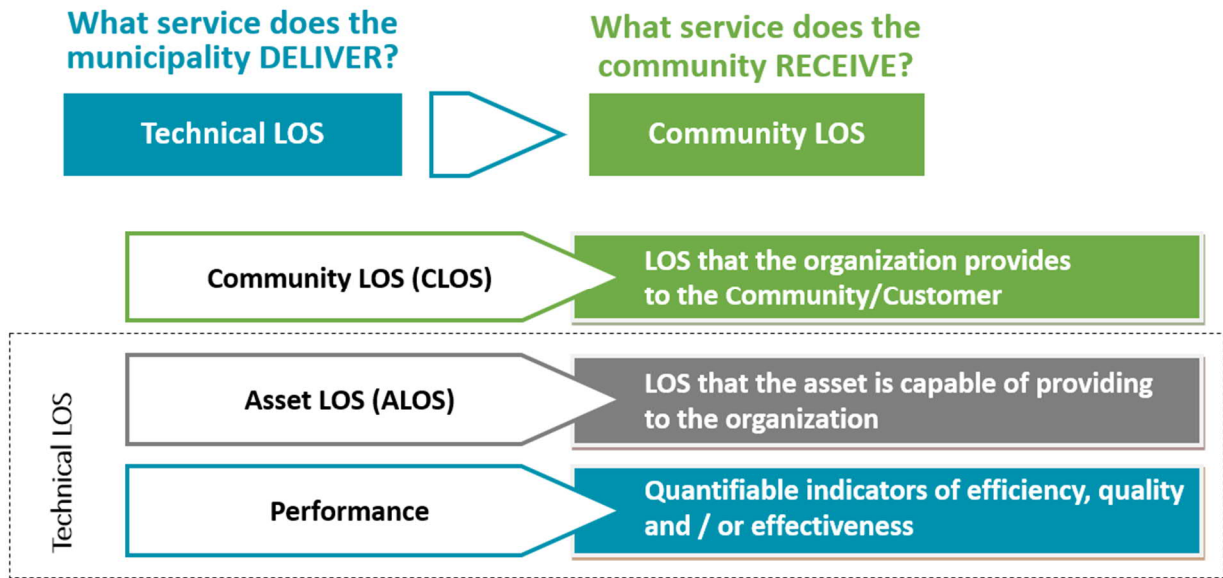 What service does the
municipality DELIVER?
What service does the
community RECEIVE?
Technical LOS
Community LOS
Community LOS (CLOS)
LOS that the organization provides
to the Community/Customer
Technical LOS
Asset LOS (ALOS)
LOS that the asset is capable of providing
to the organization
Performance
Quantifiable indicators of efficiency, quality
and / or effectiveness